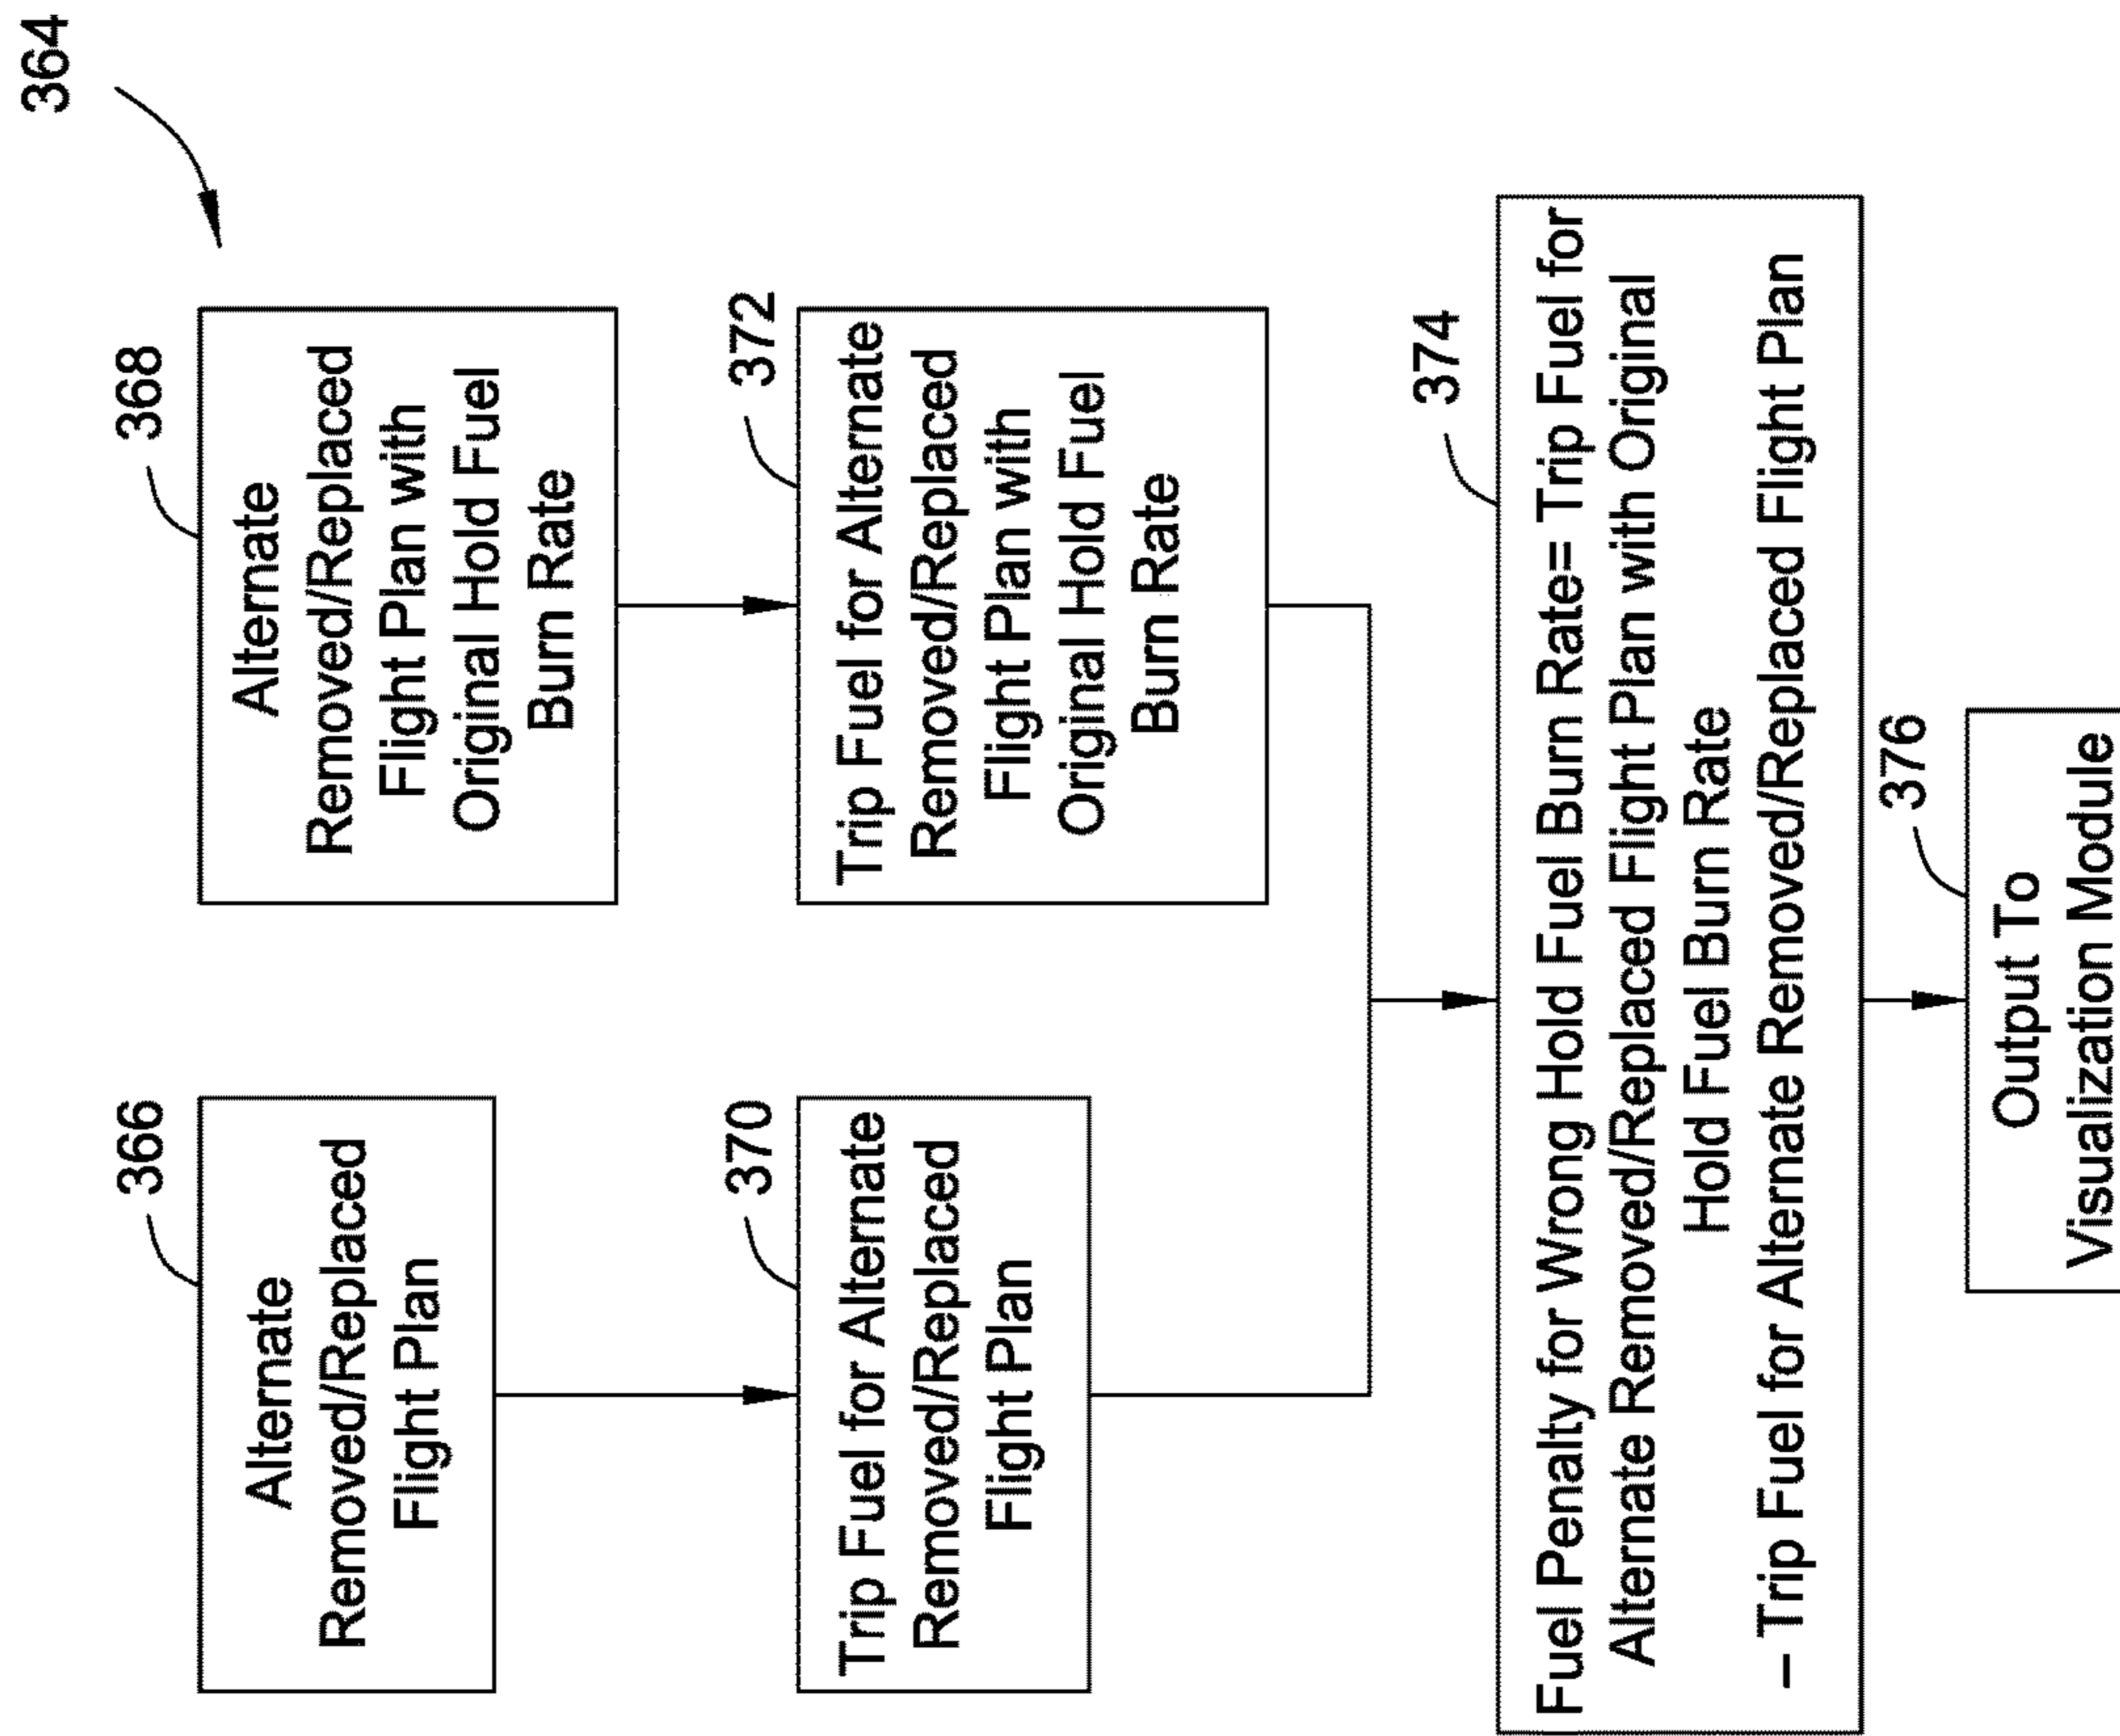 364
366
Alternate
Removed/Replaced
Flight Plan
368
Alternate
Removed/Replaced
Flight Plan with
Original Hold Fuel
Burn Rate
370
Trip Fuel for Alternate
Removed/Replaced
Flight Plan
372
Trip Fuel for Alternate
Removed/Replaced
Flight Plan with
Original Hold Fuel
Burn Rate
374
Fuel Penalty for Wrong Hold Fuel Burn Rate= Trip Fuel for
Alternate Removed/Replaced Flight Plan with Original
Hold Fuel Burn Rate
– Trip Fuel for Alternate Removed/Replaced Flight Plan
376
Output To
Visualization Module